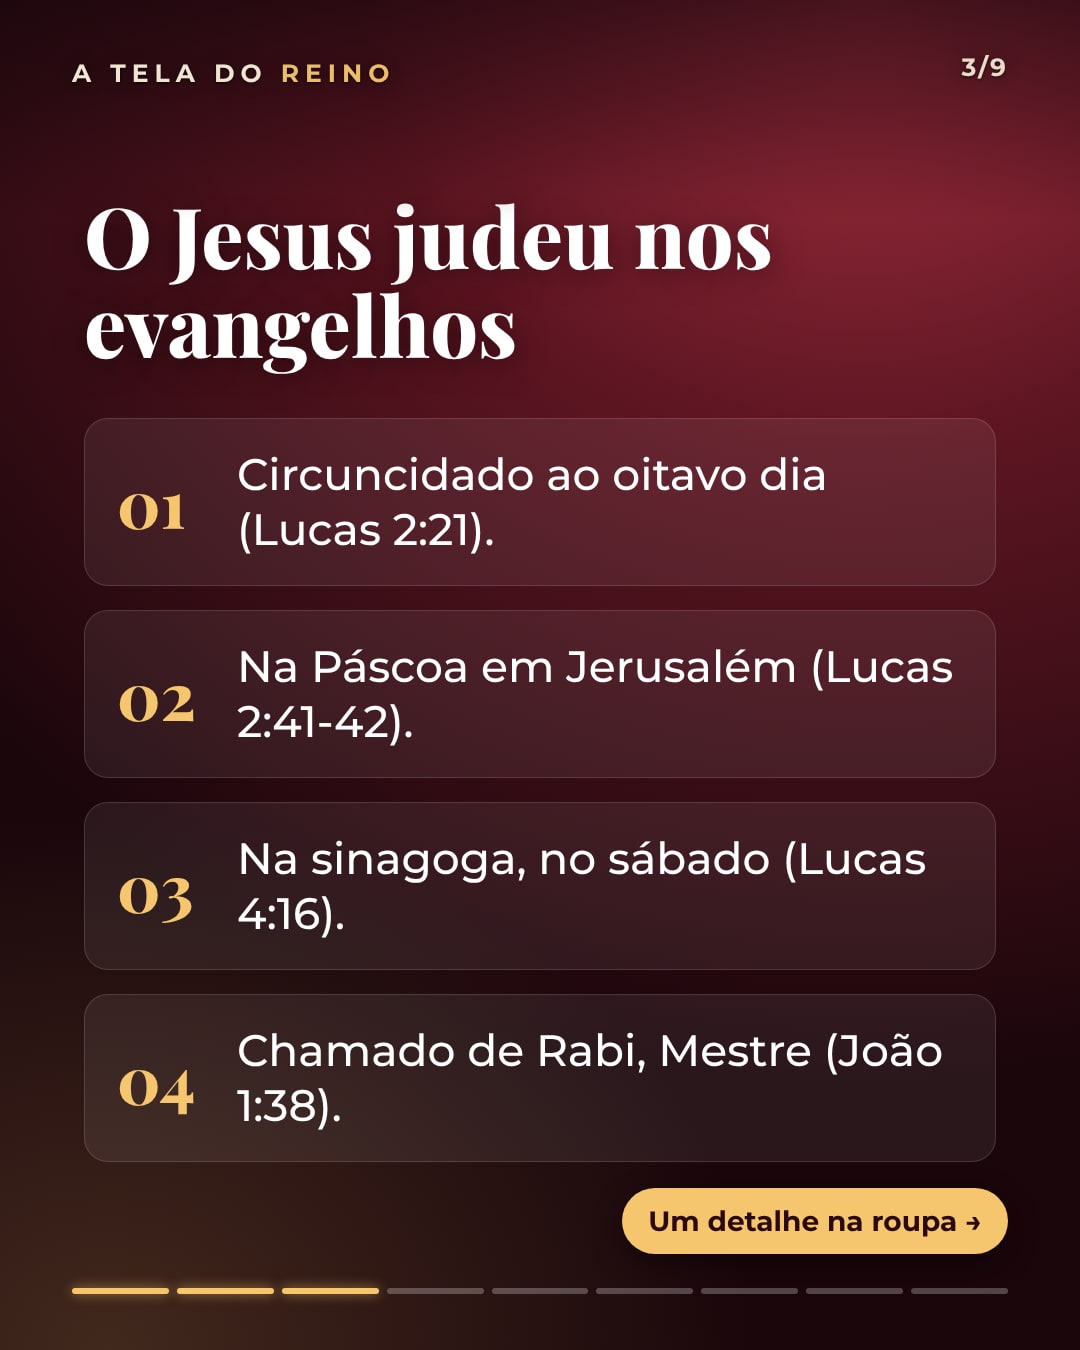 A TELA DO REINO
3/9
O Jesus judeu nos
evangelhos
01
Circuncidado ao oitavo dia
(Lucas 2:21).
02
Na Páscoa em Jerusalém (Lucas
2:41-42).
03
Na sinagoga, no sábado (Lucas
4:16).
04
Chamado de Rabi, Mestre (João
1:38).
Um detalhe na roupa →